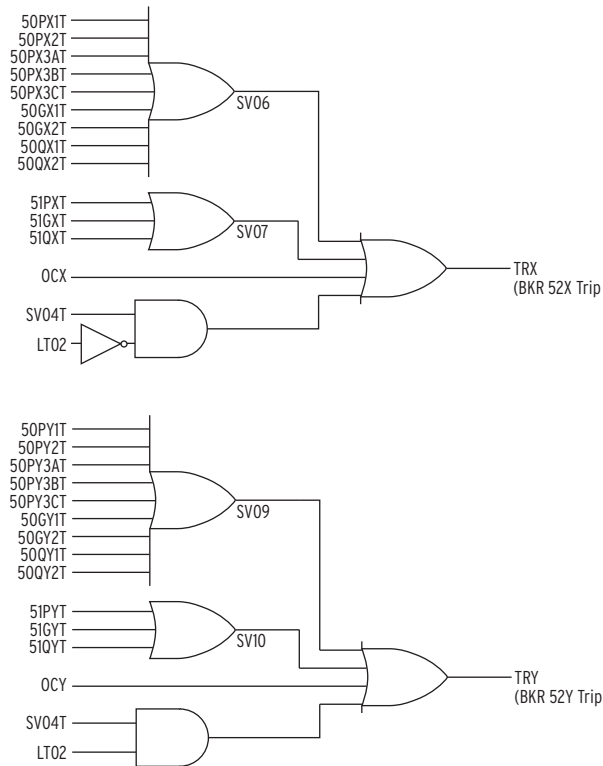 50PX1T
50PX2T
50PX3AT
50PX3BT
50PX3CT
50GX1T
50GX2T
50QX1T
50QX2T
SV06
51PXT
51GXT
51QXT
SV07
OCX
TRX
(BKR 52X Trip
SV04T
LT02
50PY1T
50PY2T
50PY3AT
50PY3BT
50PY3CT
50GY1T
50GY2T
50QY1T
50QY2T
SV09
51PYT
51GYT
51QYT
SV10
OCY
TRY
(BKR 52Y Trip
SV04T
LT02